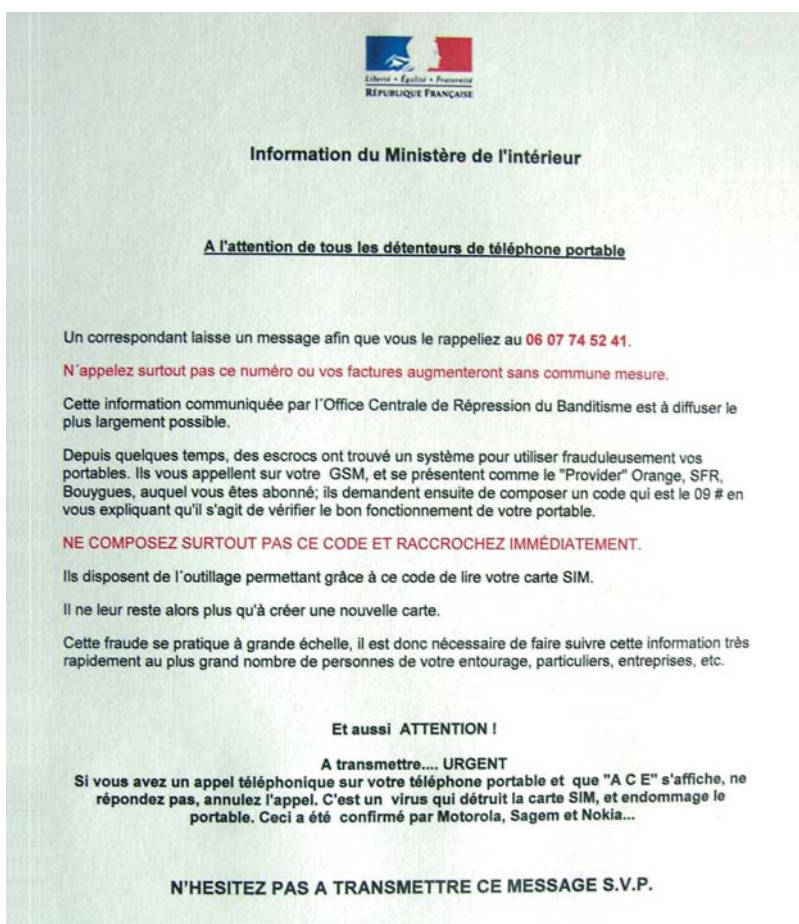 Liberté • Égalité • Fraternité
RÉPUBLIQUE FRANÇAISE
Information du Ministère de l'intérieur
A l'attention de tous les détenteurs de téléphone portable
Un correspondant laisse un message afin que vous le rappeliez au 06 07 74 52 41.
N´appelez surtout pas ce numéro ou vos factures augmenteront sans commune mesure.
Cette information communiquée par l´Office Centrale de Répression du Banditisme est à diffuser le
plus largement possible.
Depuis quelques temps, des escrocs ont trouvé un système pour utiliser frauduleusement vos
portables. Ils vous appellent sur votre GSM, et se présentent comme le "Provider" Orange, SFR,
Bouygues, auquel vous êtes abonné; ils demandent ensuite de composer un code qui est le 09 # en
vous expliquant qu'il s'agit de vérifier le bon fonctionnement de votre portable.
NE COMPOSEZ SURTOUT PAS CE CODE ET RACCROCHEZ IMMÉDIATEMENT.
Ils disposent de l´outillage permettant grâce à ce code de lire votre carte SIM.
Il ne leur reste alors plus qu'à créer une nouvelle carte.
Cette fraude se pratique à grande échelle, il est donc nécessaire de faire suivre cette information très
rapidement au plus grand nombre de personnes de votre entourage, particuliers, entreprises, etc.
Et aussi ATTENTION !
A transmettre.... URGENT
Si vous avez un appel téléphonique sur votre téléphone portable et que "A C E" s'affiche, ne
répondez pas, annulez l'appel. C'est un virus qui détruit la carte SIM, et endommage le
portable. Ceci a été confirmé par Motorola, Sagem et Nokia...
N'HESITEZ PAS A TRANSMETTRE CE MESSAGE S.V.P.